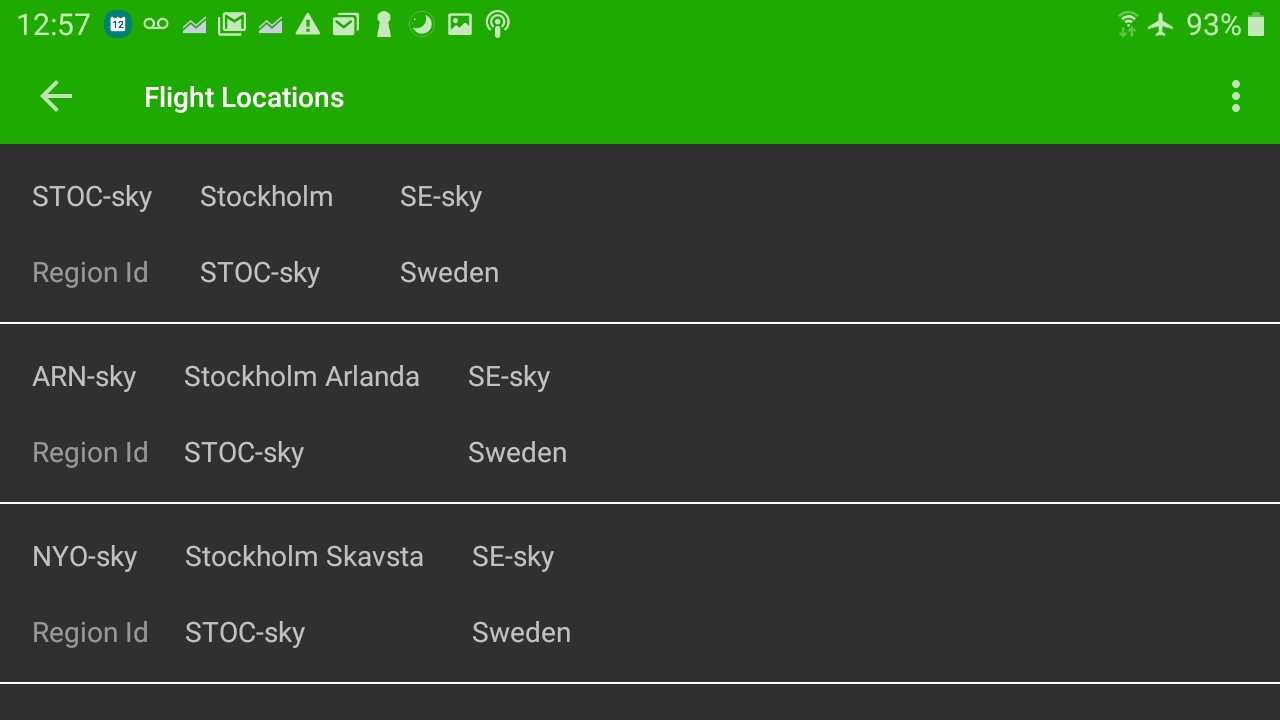 12:57 12 93%
Flight Locations
STOC-sky Stockholm SE-sky
Region Id STOC-sky Sweden
ARN-sky Stockholm Arlanda SE-sky
Region Id STOC-sky Sweden
NYO-sky Stockholm Skavsta SE-sky
Region Id STOC-sky Sweden